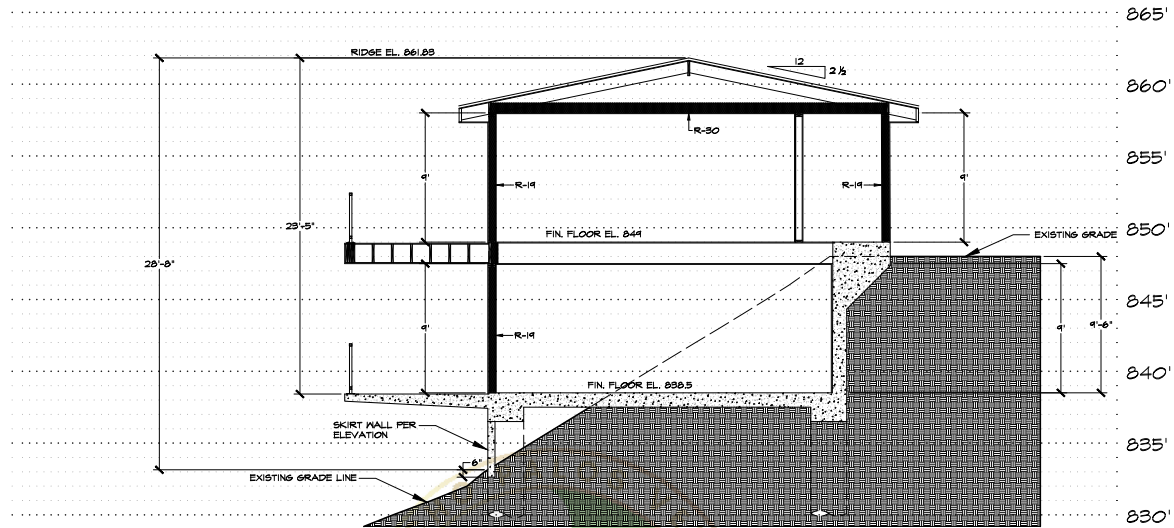 865'
RIDGE EL. 861.83
12
2 ½
860'
R-30
855'
9'
R-19
R-19
9'
23'-5"
850'
FIN. FLOOR EL. 849
EXISTING GRADE
28'-8"
845'
9'
R-19
9'
9'-6"
840'
FIN. FLOOR EL. 838.5
835'
SKIRT WALL PER
ELEVATION
6"
EXISTING GRADE LINE
830'